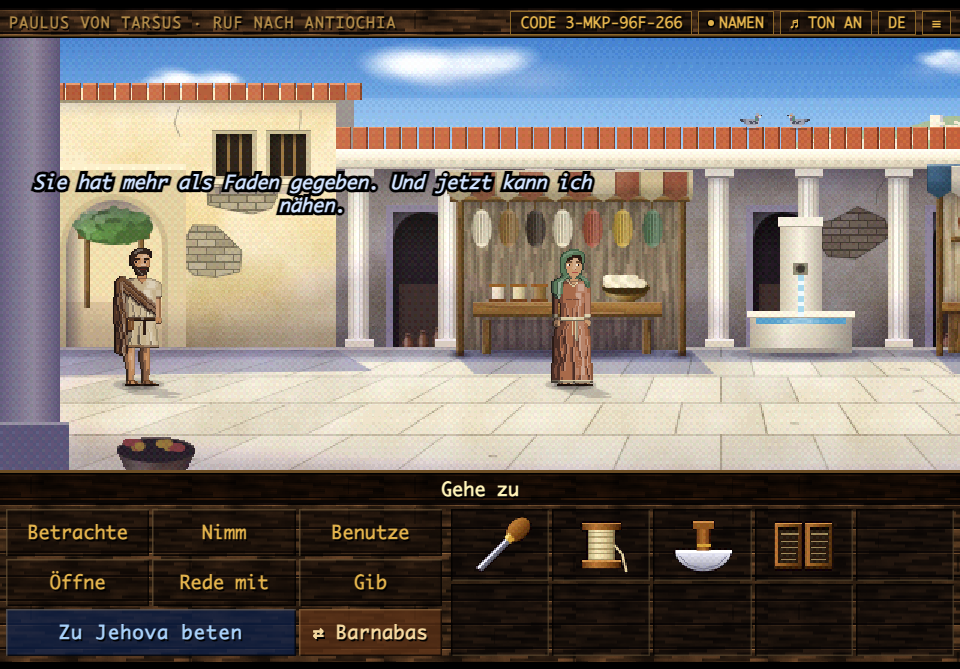 PAULUS VON TARSUS · RUF NACH ANTIOCHIA
CODE 3-MKP-96F-266
• NAMEN
♬ TON AN
DE
≡
Sie hat mehr als Faden gegeben. Und jetzt kann ich
nähen.
Gehe zu
Betrachte
Nimm
Benutze
Öffne
Rede mit
Gib
Zu Jehova beten
⇄ Barnabas